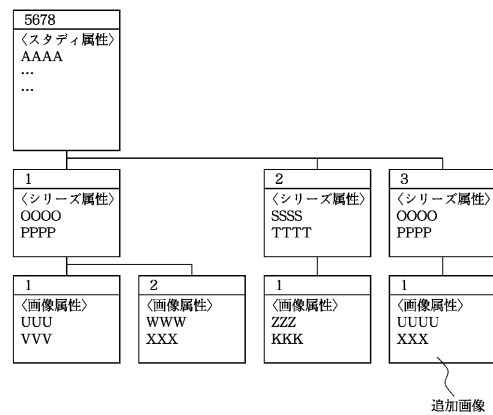 5678
〈スタディ属性〉
AAAA
…
…
1
〈シリーズ属性〉
OOOO
PPPP
2
〈シリーズ属性〉
SSSS
TTTT
3
〈シリーズ属性〉
OOOO
PPPP
1
〈画像属性〉
UUU
VVV
2
〈画像属性〉
WWW
XXX
1
〈画像属性〉
ZZZ
KKK
1
〈画像属性〉
UUUU
XXX
追加画像